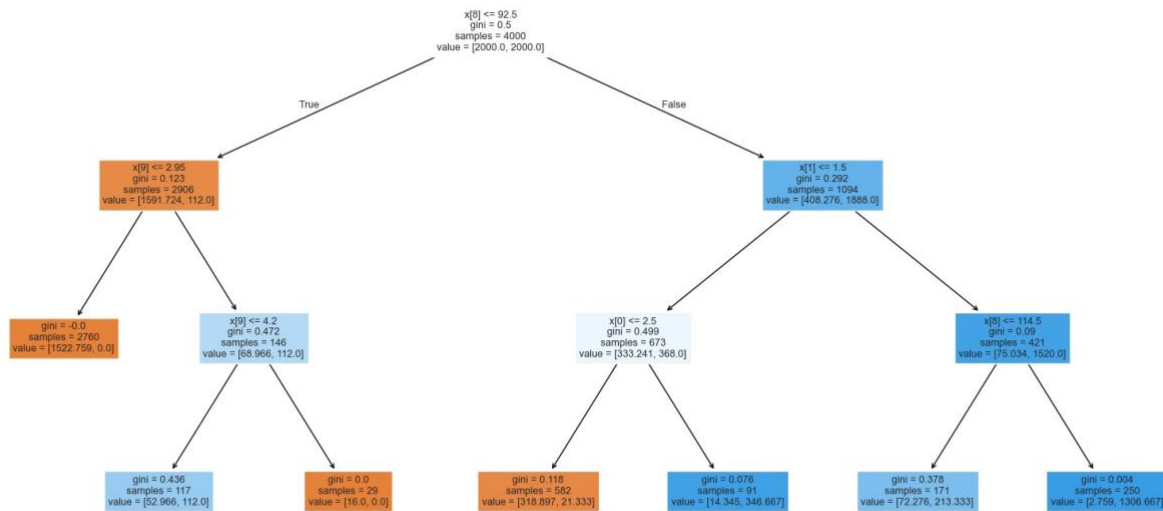 x[8] <= 92.5
gini = 0.5
samples = 4000
value = [2000.0, 2000.0]
True
False
x[9] <= 2.95
gini = 0.123
samples = 2906
value = [1591.724, 112.0]
x[1] <= 1.5
gini = 0.292
samples = 1094
value = [408.276, 1888.0]
gini = -0.0
samples = 2760
value = [1522.759, 0.0]
x[9] <= 4.2
gini = 0.472
samples = 146
value = [68.966, 112.0]
x[0] <= 2.5
gini = 0.499
samples = 673
value = [333.241, 368.0]
x[8] <= 114.5
gini = 0.09
samples = 421
value = [75.034, 1520.0]
gini = 0.436
samples = 117
value = [52.966, 112.0]
gini = 0.0
samples = 29
value = [16.0, 0.0]
gini = 0.118
samples = 582
value = [318.897, 21.333]
gini = 0.076
samples = 91
value = [14.345, 346.667]
gini = 0.378
samples = 171
value = [72.276, 213.333]
gini = 0.004
samples = 250
value = [2.759, 1306.667]